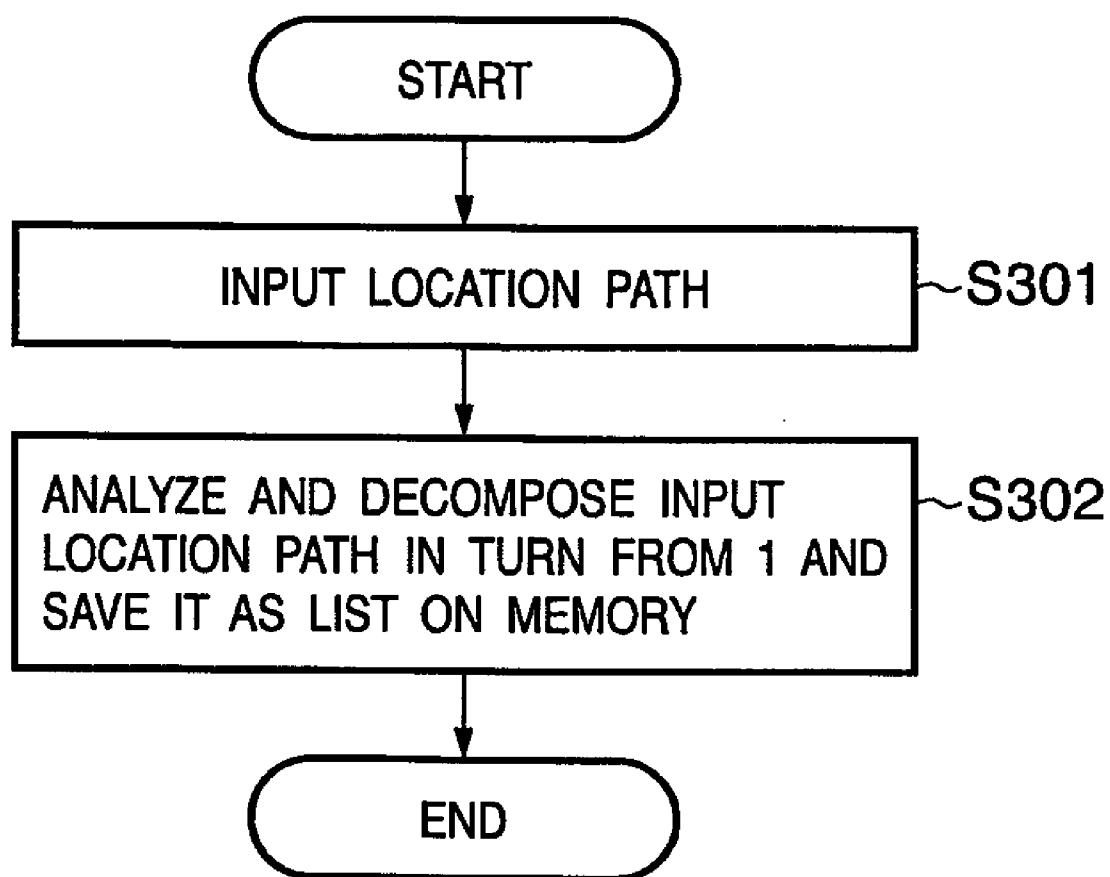 START
INPUT LOCATION PATH
S301
ANALYZE AND DECOMPOSE INPUT
LOCATION PATH IN TURN FROM 1 AND
SAVE IT AS LIST ON MEMORY
S302
END